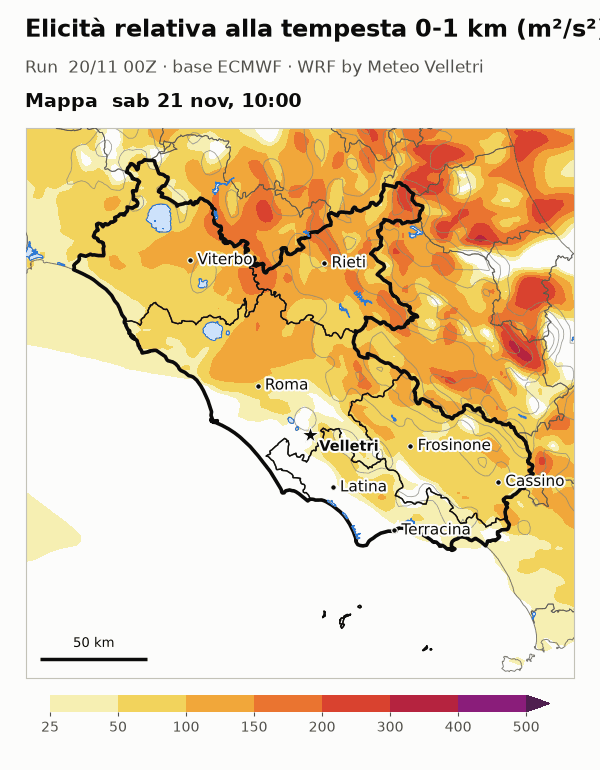 Elicità relativa alla tempesta 0-1 km (m²/s²)
Run  20/11 00Z · base ECMWF · WRF by Meteo Velletri
Mappa  sab 21 nov, 10:00
Viterbo
Rieti
Roma
Velletri
Frosinone
Cassino
Latina
Terracina
50 km
25 50 100 150 200 300 400 500